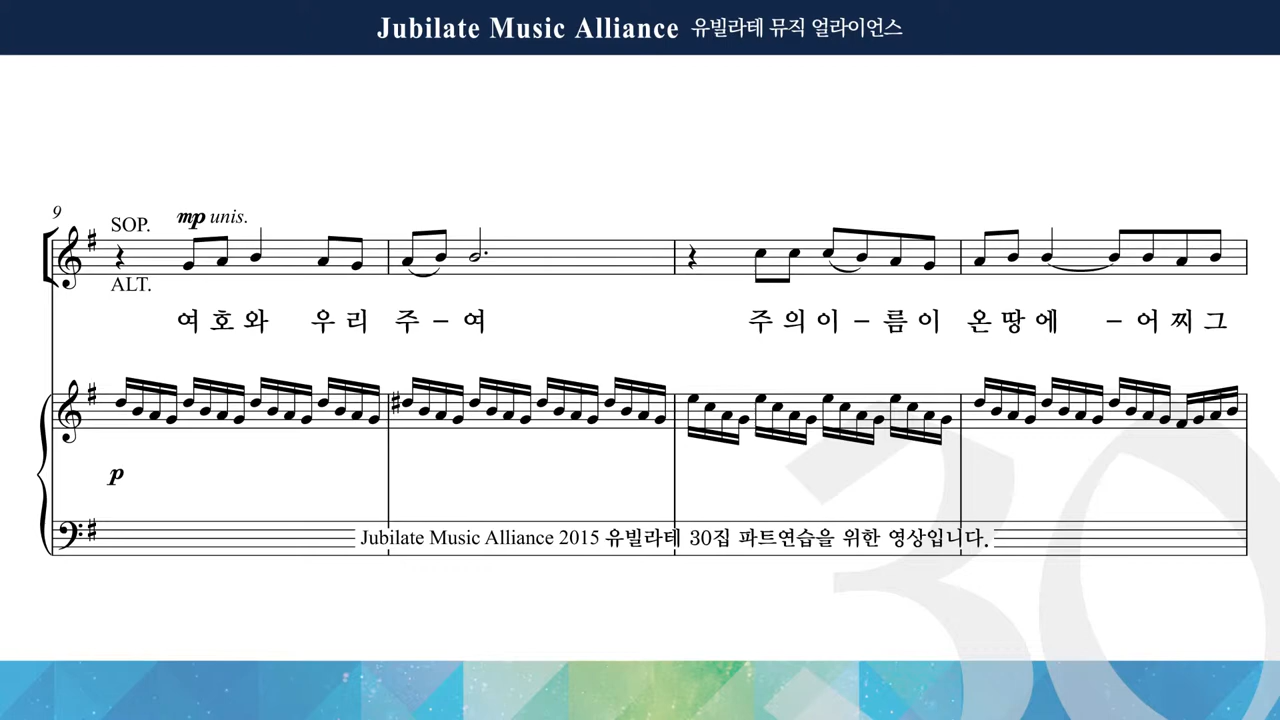 Jubilate Music Alliance 유빌라테 뮤직 얼라이언스
9
SOP. mp unis.
ALT.
여 호 와 우 리 주 - 여 주 의 이 - 름 이 온 땅 에 - 어 찌 그
p
Jubilate Music Alliance 2015 유빌라테 30집 파트연습을 위한 영상입니다.
30